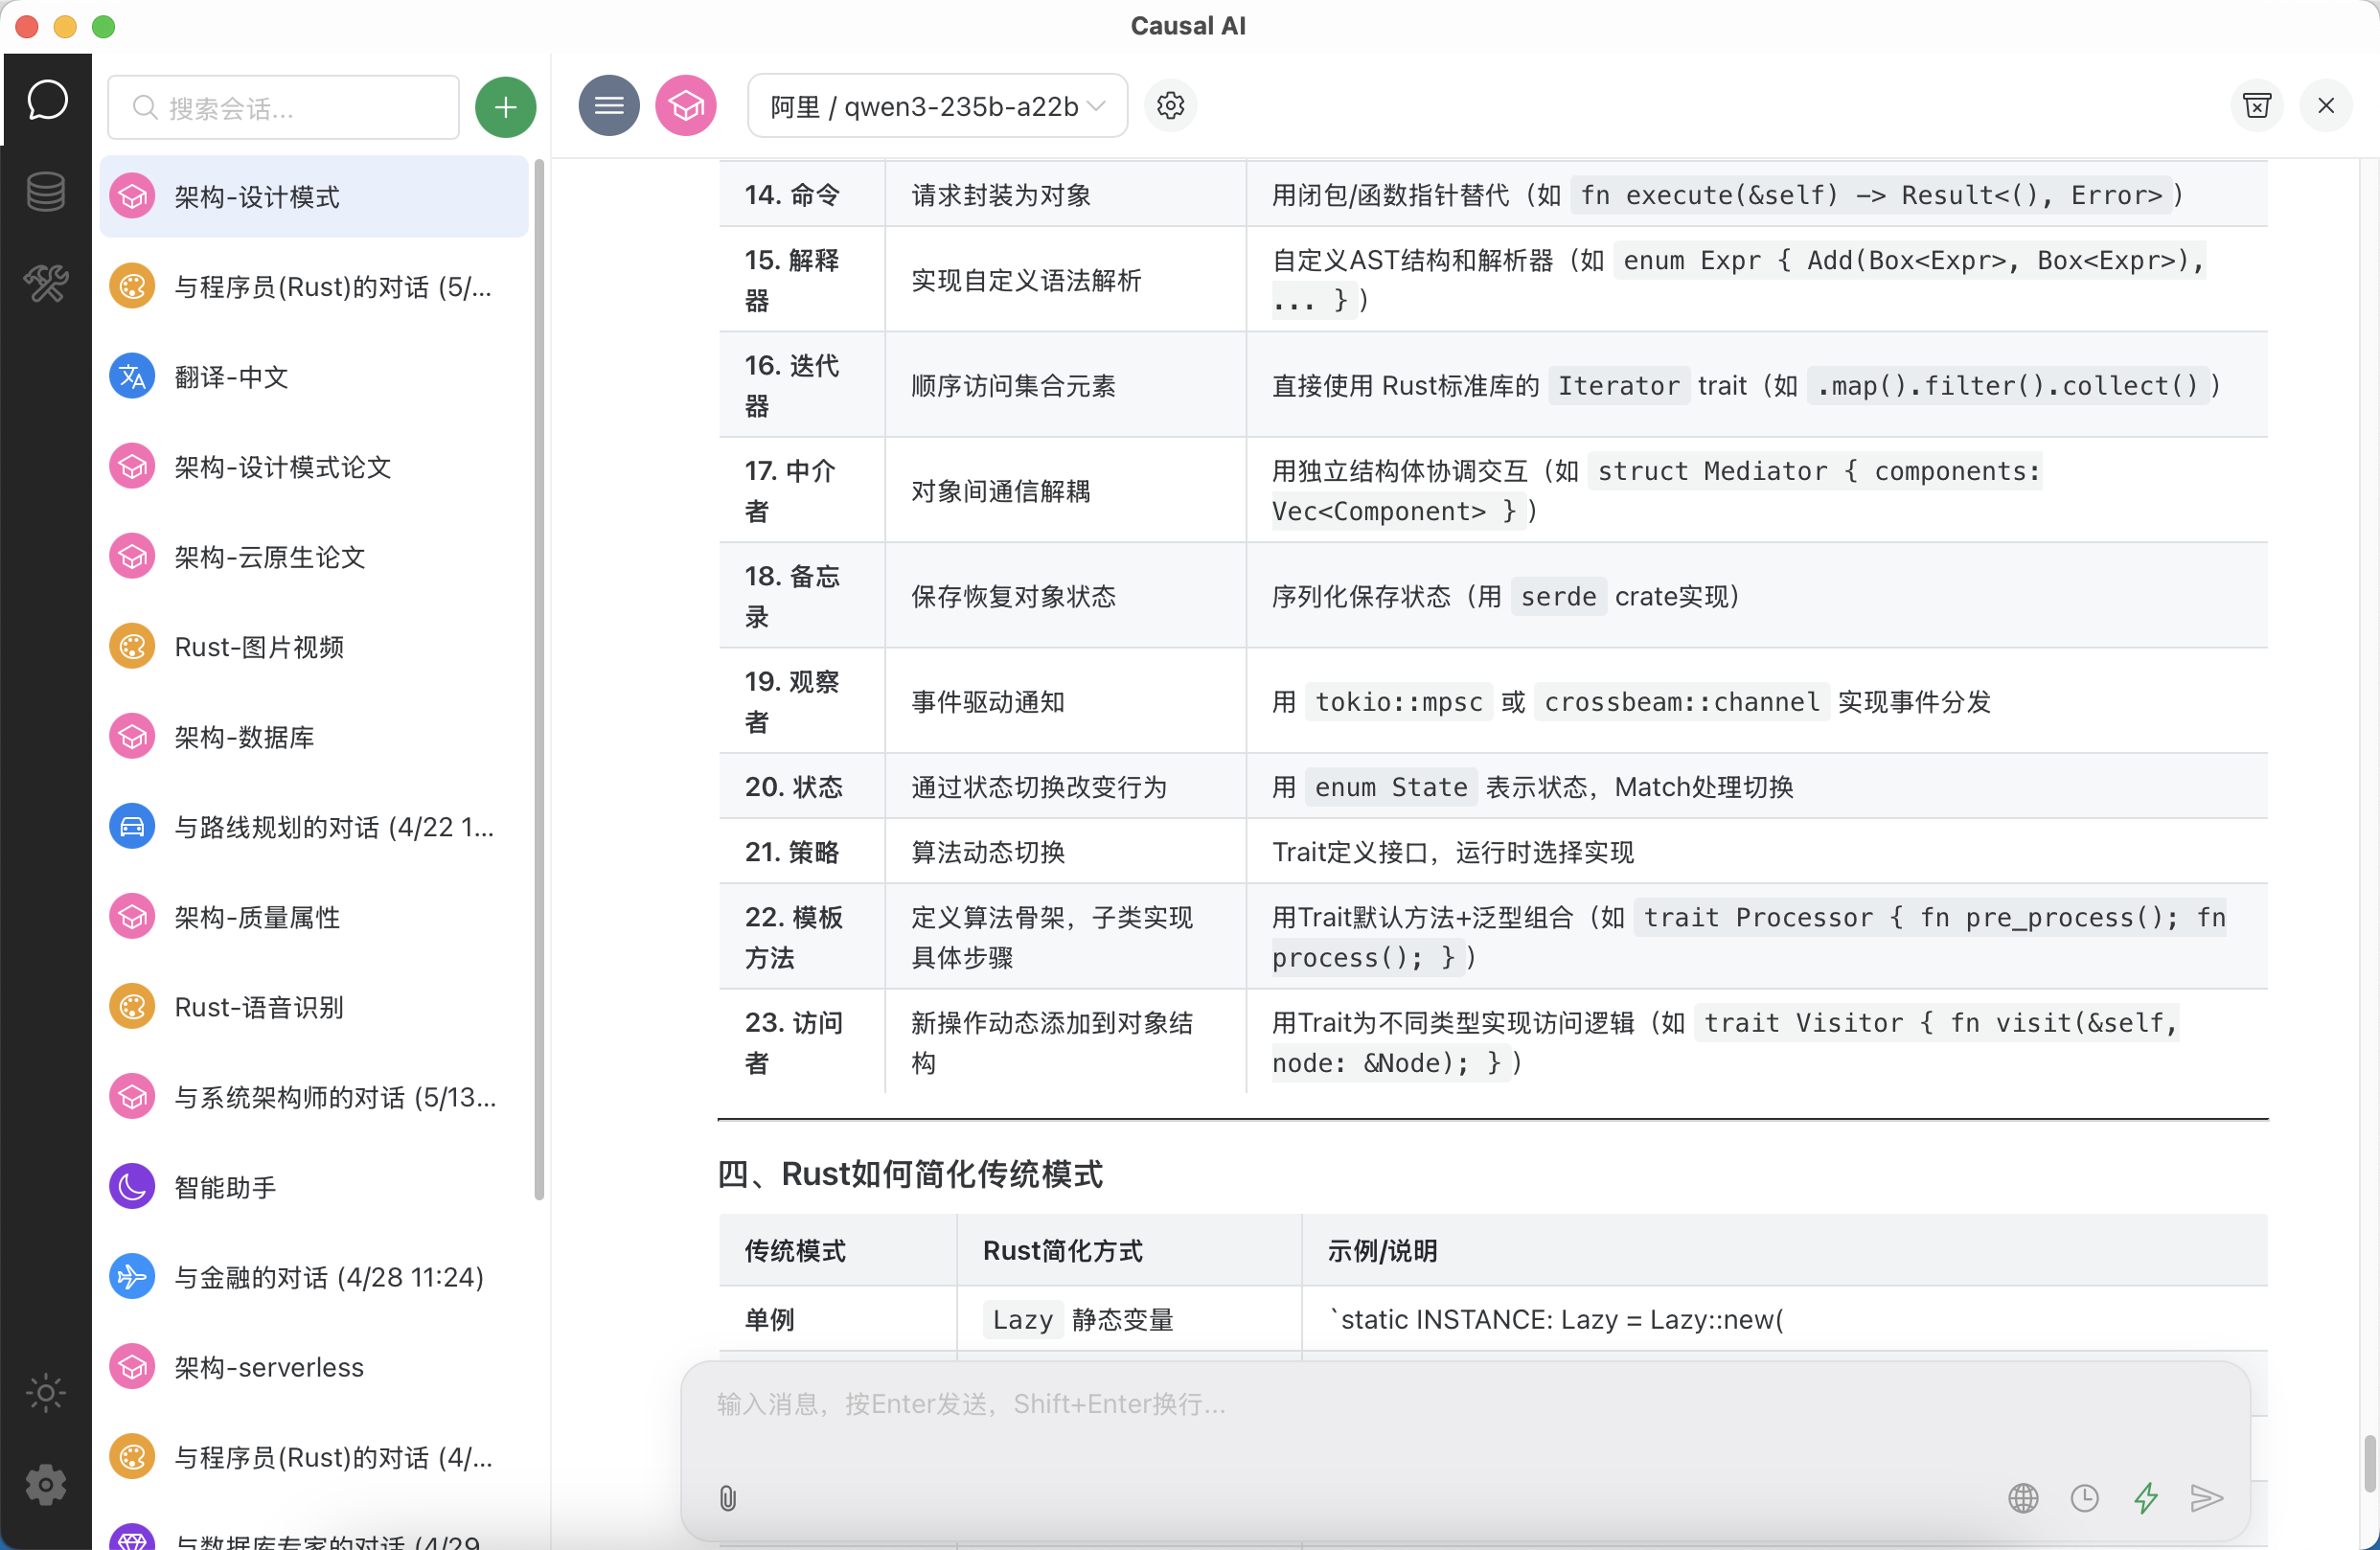 Causal AI
搜索会话...
架构-设计模式
与程序员(Rust)的对话 (5/...
翻译-中文
架构-设计模式论文
架构-云原生论文
Rust-图片视频
架构-数据库
与路线规划的对话 (4/22 1...
架构-质量属性
Rust-语音识别
与系统架构师的对话 (5/13...
智能助手
与金融的对话 (4/28 11:24)
架构-serverless
与程序员(Rust)的对话 (4/...
与数据库专家的对话 (4/29
阿里 / qwen3-235b-a22b
14. 命令
请求封装为对象
用闭包/函数指针替代（如 fn execute(&self) -> Result<(), Error>）
15. 解释
器
实现自定义语法解析
自定义AST结构和解析器（如 enum Expr { Add(Box<Expr>, Box<Expr>),
... }）
16. 迭代
器
顺序访问集合元素
直接使用 Rust标准库的 Iterator trait（如 .map().filter().collect()）
17. 中介
者
对象间通信解耦
用独立结构体协调交互（如 struct Mediator { components:
Vec<Component> }）
18. 备忘
录
保存恢复对象状态
序列化保存状态（用 serde crate实现）
19. 观察
者
事件驱动通知
用 tokio::mpsc 或 crossbeam::channel 实现事件分发
20. 状态
通过状态切换改变行为
用 enum State 表示状态，Match处理切换
21. 策略
算法动态切换
Trait定义接口，运行时选择实现
22. 模板
方法
定义算法骨架，子类实现
具体步骤
用Trait默认方法+泛型组合（如 trait Processor { fn pre_process(); fn
process(); }）
23. 访问
者
新操作动态添加到对象结
构
用Trait为不同类型实现访问逻辑（如 trait Visitor { fn visit(&self,
node: &Node); }）
四、Rust如何简化传统模式
传统模式
Rust简化方式
示例/说明
单例
Lazy 静态变量
`static INSTANCE: Lazy = Lazy::new(
输入消息，按Enter发送，Shift+Enter换行...